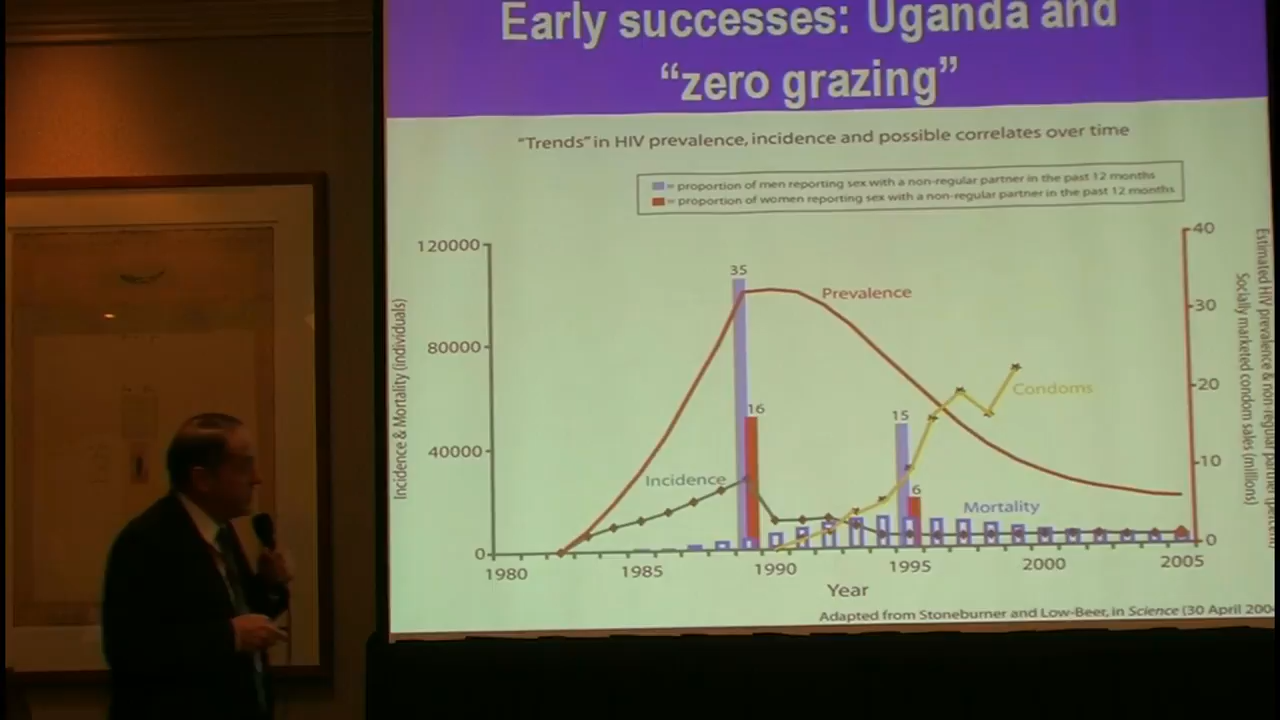 Early successes: Uganda and
“zero grazing”
“Trends” in HIV prevalence, incidence and possible correlates over time
= proportion of men reporting sex with a non-regular partner in the past 12 months
= proportion of women reporting sex with a non-regular partner in the past 12 months
120000
80000
40000
0
Incidence & Mortality (individuals)
35
16
15
6
Prevalence
Condoms
Incidence
Mortality
40
30
20
10
0
Estimated HIV prevalence & non-regular partner
Socially marketed condom sales (millions)
1980
1985
1990
1995
2000
2005
Year
Adapted from Stoneburner and Low-Beer, in Science (30 April 200